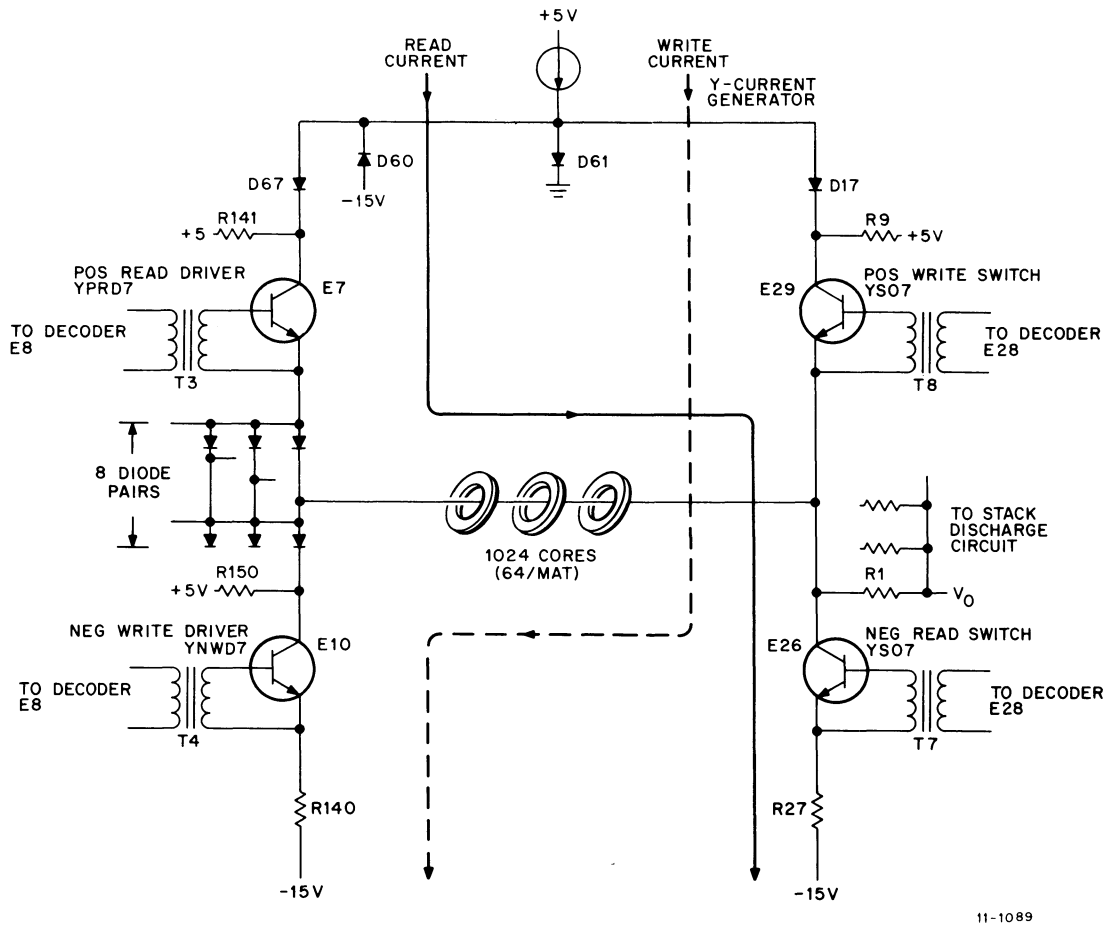 +5V
READ
CURRENT
WRITE
CURRENT
Y-CURRENT
GENERATOR
D60
D61
-15V
D67
D17
R141
+5
R9
+5V
POS READ DRIVER
YPRD7
E7
E29
POS WRITE SWITCH
YS07
TO DECODER
E8
TO DECODER
E28
T3
T8
8 DIODE
PAIRS
1024 CORES
(64/MAT)
TO STACK
DISCHARGE
CIRCUIT
R150
+5V
R1
V0
NEG WRITE DRIVER
YNWD7
E10
E26
NEG READ SWITCH
YS07
TO DECODER
E8
TO DECODER
E28
T4
T7
R140
R27
-15V
-15V
11-1089